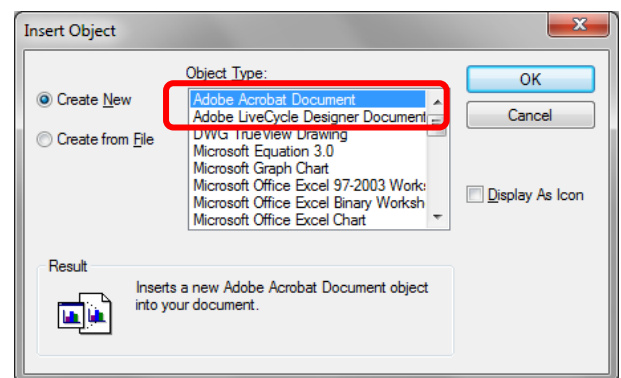 Insert Object
Object Type:
Create New
Create from File
Adobe Acrobat Document
Adobe LiveCycle Designer Document
DWG TrueView Drawing
Microsoft Equation 3.0
Microsoft Graph Chart
Microsoft Office Excel 97-2003 Works
Microsoft Office Excel Binary Worksh
Microsoft Office Excel Chart
OK
Cancel
Display As Icon
Result
Inserts a new Adobe Acrobat Document object
into your document.